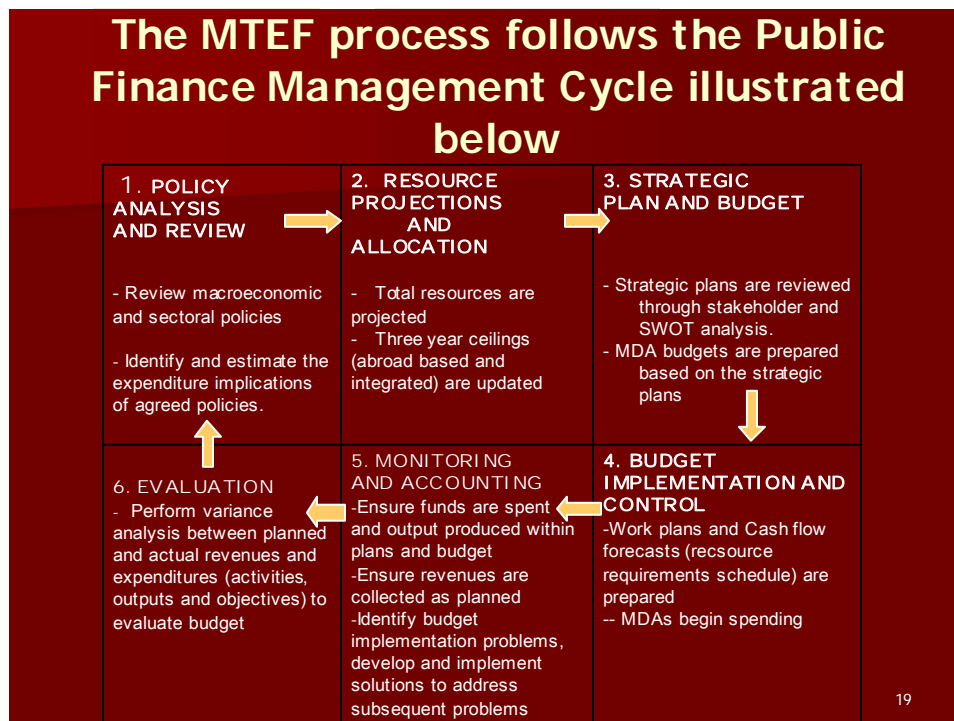 The MTEF process follows the Public
Finance Management Cycle illustrated
below
1. POLICY
ANALYSIS
AND REVIEW
- Review macroeconomic
and sectoral policies
- Identify and estimate the
expenditure implications
of agreed policies.
2. RESOURCE
PROJECTIONS
AND
ALLOCATION
- Total resources are
projected
- Three year ceilings
(abroad based and
integrated) are updated
3. STRATEGIC
PLAN AND BUDGET
- Strategic plans are reviewed
through stakeholder and
SWOT analysis.
- MDA budgets are prepared
based on the strategic
plans
4. BUDGET
IMPLEMENTATION AND
CONTROL
-Work plans and Cash flow
forecasts (recsource
requirements schedule) are
prepared
-- MDAs begin spending
5. MONITORING
AND ACCOUNTING
-Ensure funds are spent
and output produced within
plans and budget
-Ensure revenues are
collected as planned
-Identify budget
implementation problems,
develop and implement
solutions to address
subsequent problems
6. EVALUATION
- Perform variance
analysis between planned
and actual revenues and
expenditures (activities,
outputs and objectives) to
evaluate budget
19